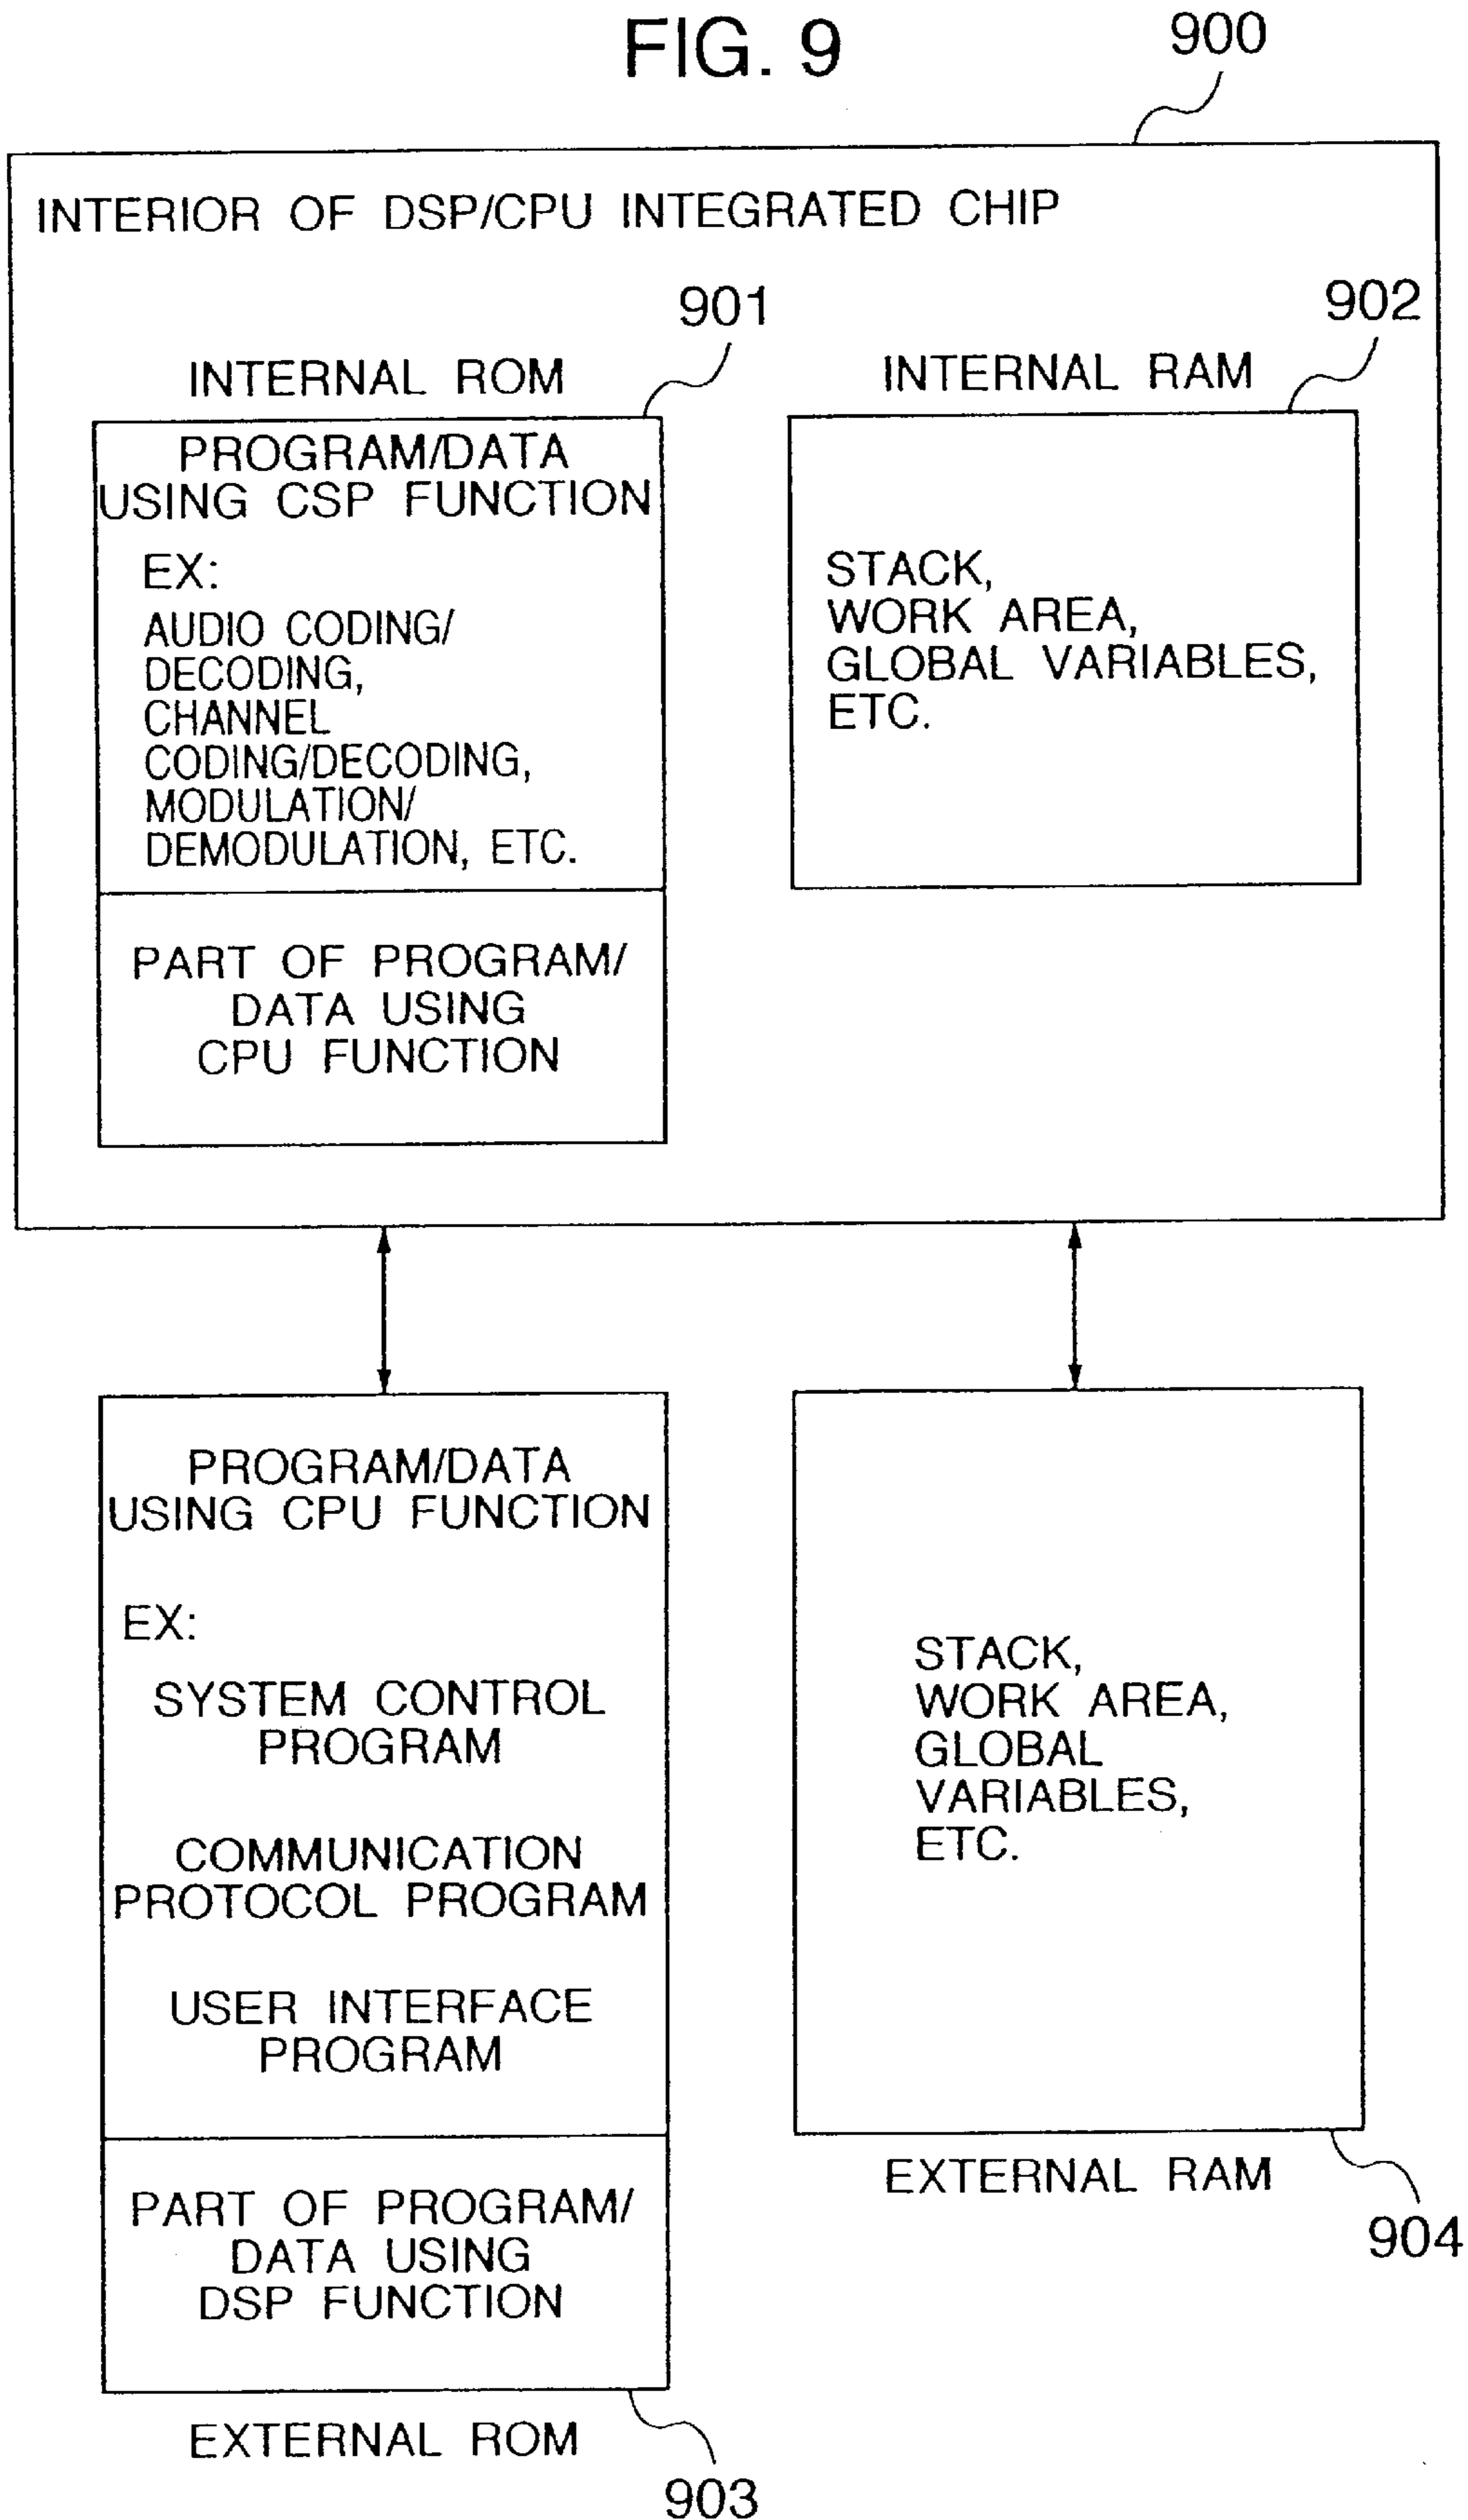 FIG. 9
900
INTERIOR OF DSP/CPU INTEGRATED CHIP
901
INTERNAL ROM
PROGRAM/DATA
USING CSP FUNCTION
EX:
AUDIO CODING/
DECODING,
CHANNEL
CODING/DECODING,
MODULATION/
DEMODULATION, ETC.
PART OF PROGRAM/
DATA USING
CPU FUNCTION
902
INTERNAL RAM
STACK,
WORK AREA,
GLOBAL VARIABLES,
ETC.
PROGRAM/DATA
USING CPU FUNCTION
EX:
SYSTEM CONTROL
PROGRAM
COMMUNICATION
PROTOCOL PROGRAM
USER INTERFACE
PROGRAM
PART OF PROGRAM/
DATA USING
DSP FUNCTION
EXTERNAL ROM
903
STACK,
WORK AREA,
GLOBAL
VARIABLES,
ETC.
EXTERNAL RAM
904